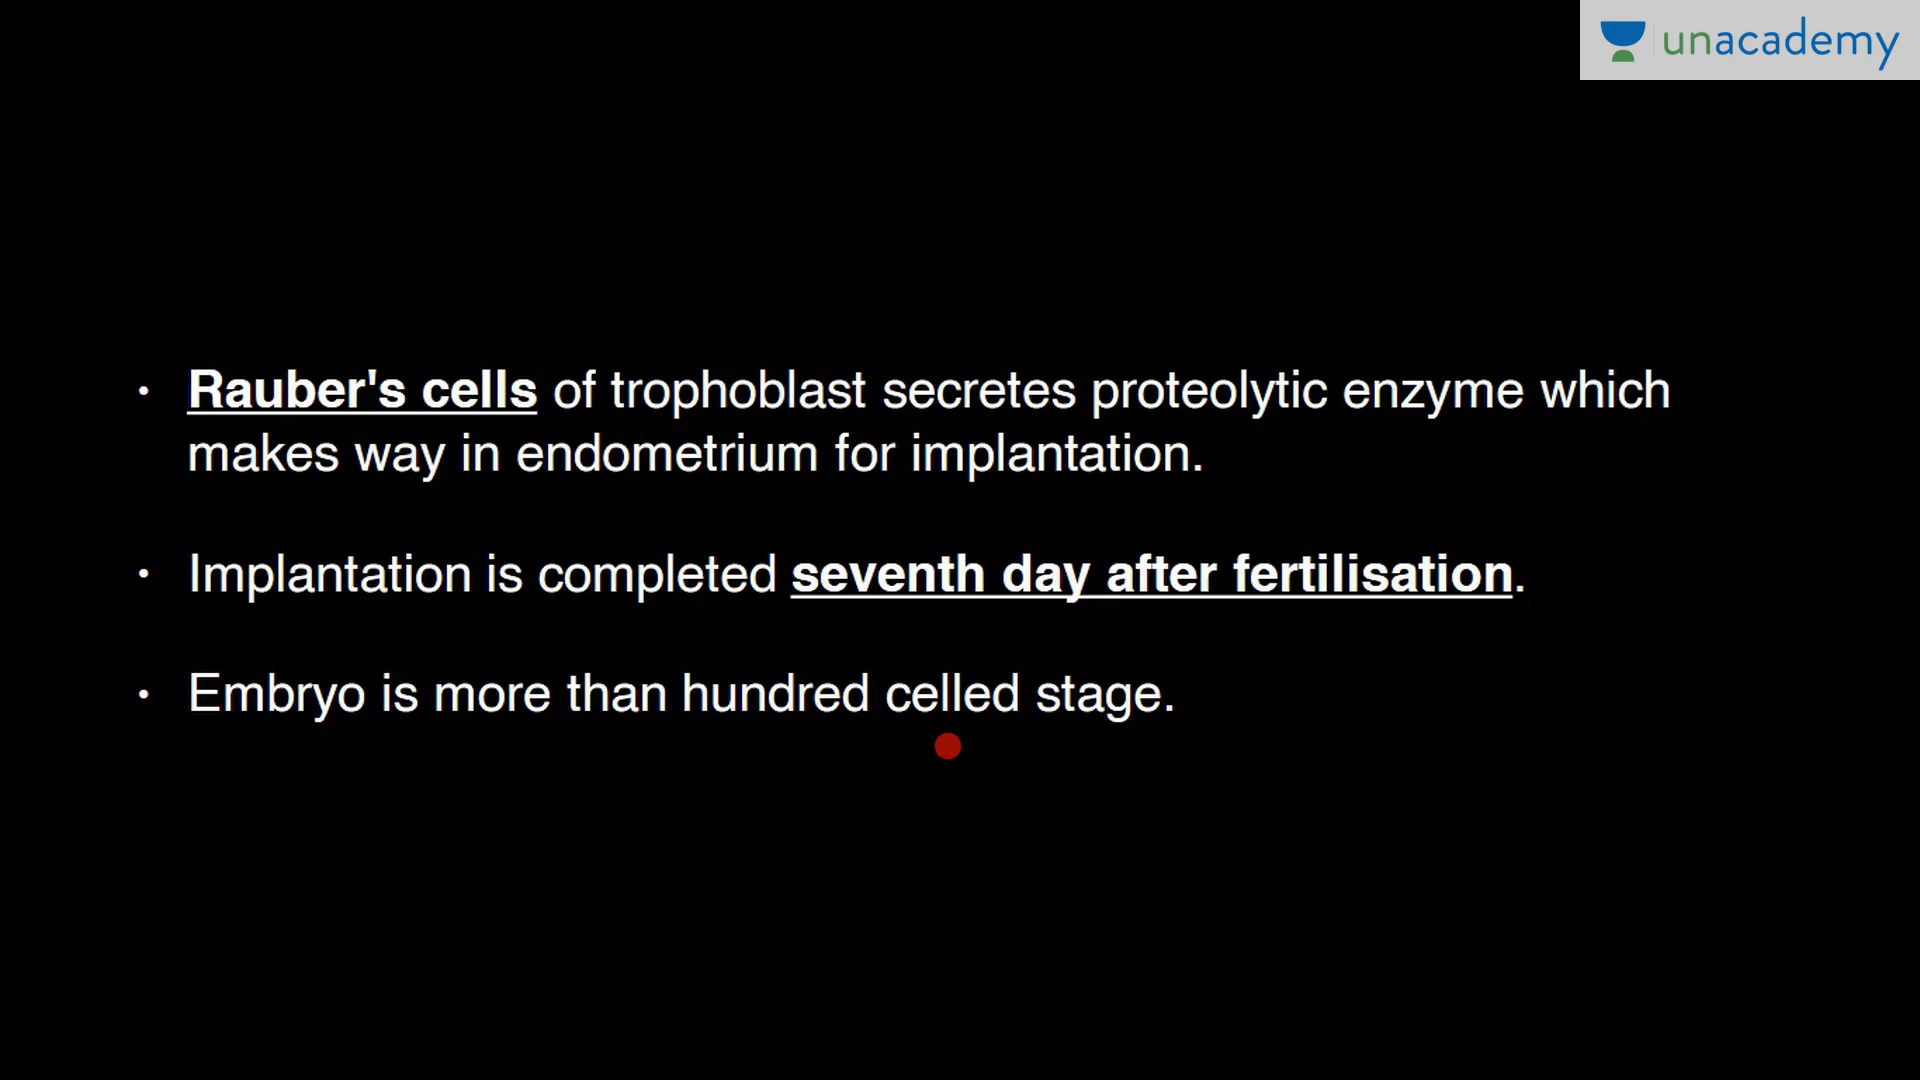 unacademy
• Rauber's cells of trophoblast secretes proteolytic enzyme which
makes way in endometrium for implantation.
• Implantation is completed seventh day after fertilisation.
• Embryo is more than hundred celled stage.